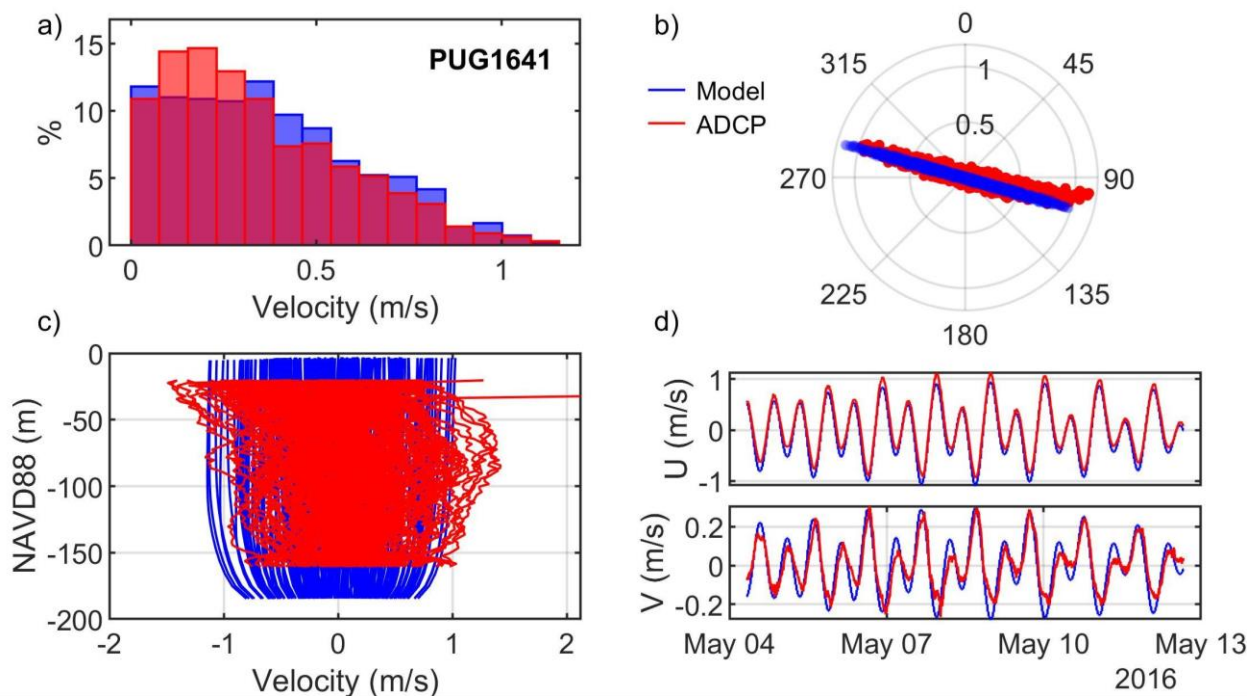 a)
15
10
5
0
%
PUG1641
0
0.5
1
Velocity (m/s)
b)
Model
ADCP
0
45
90
135
180
225
270
315
1
0.5
c)
0
-50
-100
-150
-200
NAVD88 (m)
-2
-1
0
1
2
Velocity (m/s)
d)
1
0
-1
U (m/s)
0.2
0
-0.2
V (m/s)
May 04
May 07
May 10
May 13
2016